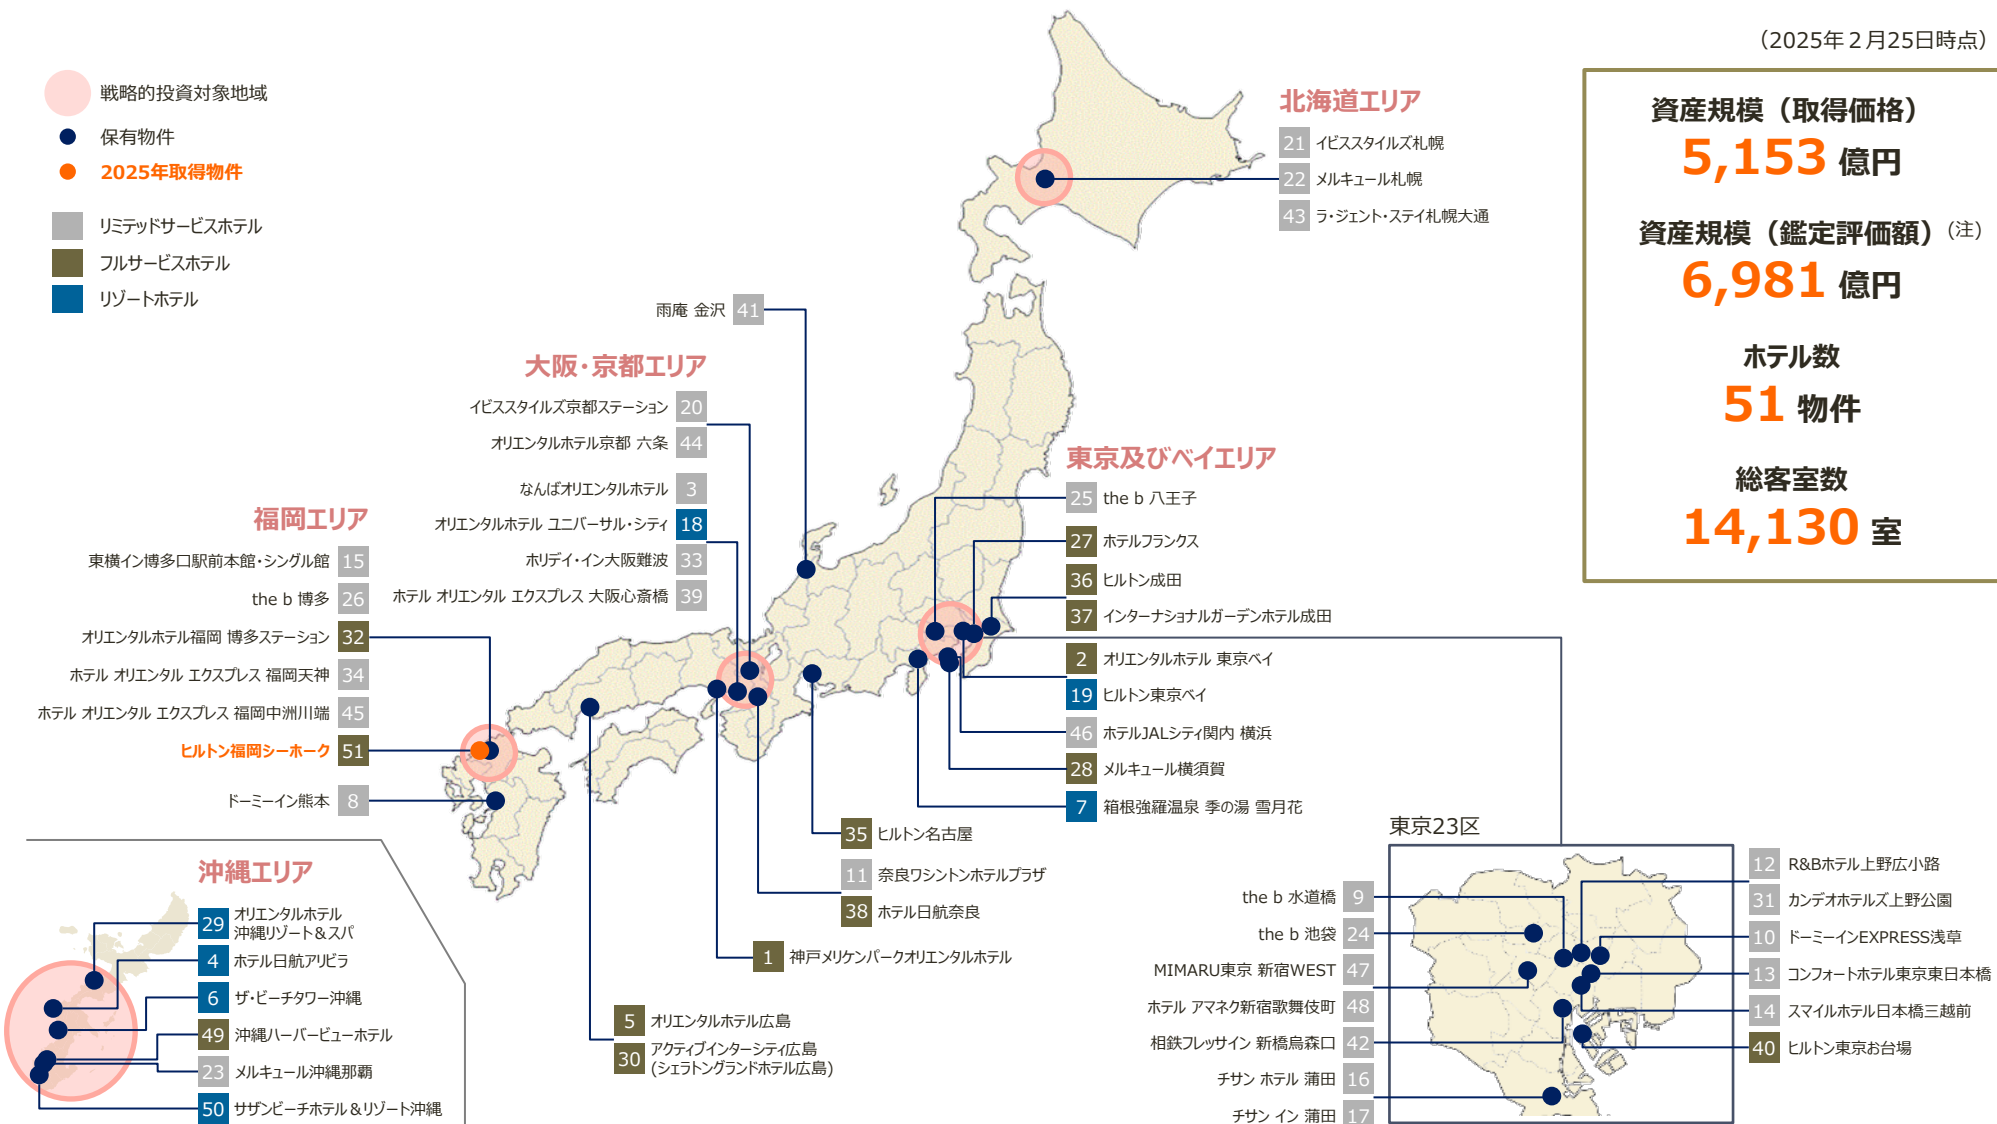 （2025年２月25日時点）
戦略的投資対象地域
保有物件
2025年取得物件
リミテッドサービスホテル
フルサービスホテル
リゾートホテル
資産規模（取得価格）
5,153 億円
資産規模（鑑定評価額）（注）
6,981 億円
ホテル数
51 物件
総客室数
14,130 室
北海道エリア
21 イビススタイルズ札幌
22 メルキュール札幌
43 ラ・ジェント・ステイ札幌大通
雨庵 金沢 41
大阪・京都エリア
イビススタイルズ京都ステーション 20
オリエンタルホテル京都 六条 44
なんばオリエンタルホテル 3
オリエンタルホテル ユニバーサル・シティ 18
ホリデイ・イン大阪難波 33
ホテル オリエンタル エクスプレス 大阪心斎橋 39
福岡エリア
東横イン博多口駅前本館・シングル館 15
the b 博多 26
オリエンタルホテル福岡 博多ステーション 32
ホテル オリエンタル エクスプレス 福岡天神 34
ホテル オリエンタル エクスプレス 福岡中洲川端 45
ヒルトン福岡シーホーク 51
ドーミーイン熊本 8
東京及びベイエリア
25 the b 八王子
27 ホテルフランクス
36 ヒルトン成田
37 インターナショナルガーデンホテル成田
2 オリエンタルホテル 東京ベイ
19 ヒルトン東京ベイ
46 ホテルJALシティ関内 横浜
28 メルキュール横須賀
7 箱根強羅温泉 季の湯 雪月花
35 ヒルトン名古屋
11 奈良ワシントンホテルプラザ
38 ホテル日航奈良
1 神戸メリケンパークオリエンタルホテル
5 オリエンタルホテル広島
30 アクティブインターシティ広島
(シェラトングランドホテル広島)
沖縄エリア
29 オリエンタルホテル
沖縄リゾート＆スパ
4 ホテル日航アリビラ
6 ザ・ビーチタワー沖縄
49 沖縄ハーバービューホテル
23 メルキュール沖縄那覇
50 サザンビーチホテル＆リゾート沖縄
東京23区
the b 水道橋 9
the b 池袋 24
MIMARU東京 新宿WEST 47
ホテル アマネク新宿歌舞伎町 48
相鉄フレッサイン 新橋烏森口 42
チサン ホテル 蒲田 16
チサン イン 蒲田 17
12 R&Bホテル上野広小路
31 カンデオホテルズ上野公園
10 ドーミーインEXPRESS浅草
13 コンフォートホテル東京東日本橋
14 スマイルホテル日本橋三越前
40 ヒルトン東京お台場